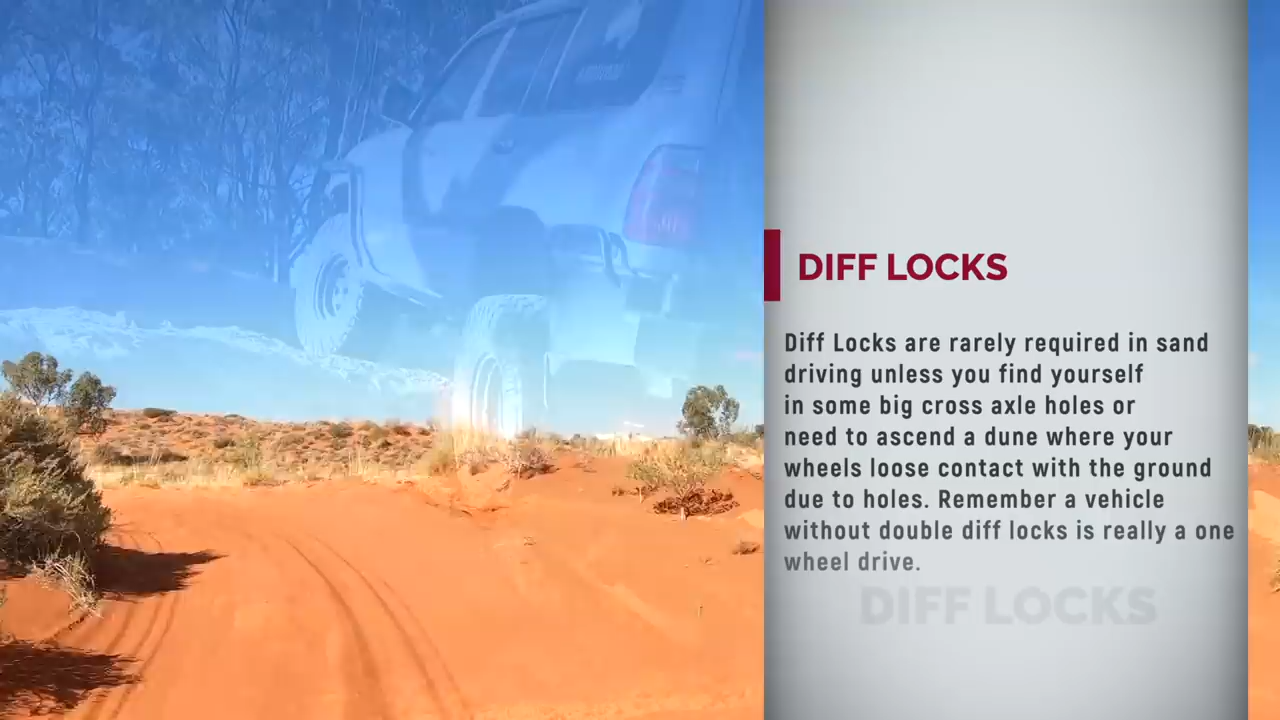 DIFF LOCKS
Diff Locks are rarely required in sand
driving unless you find yourself
in some big cross axle holes or
need to ascend a dune where your
wheels loose contact with the ground
due to holes. Remember a vehicle
without double diff locks is really a one
wheel drive.
DIFF LOCKS